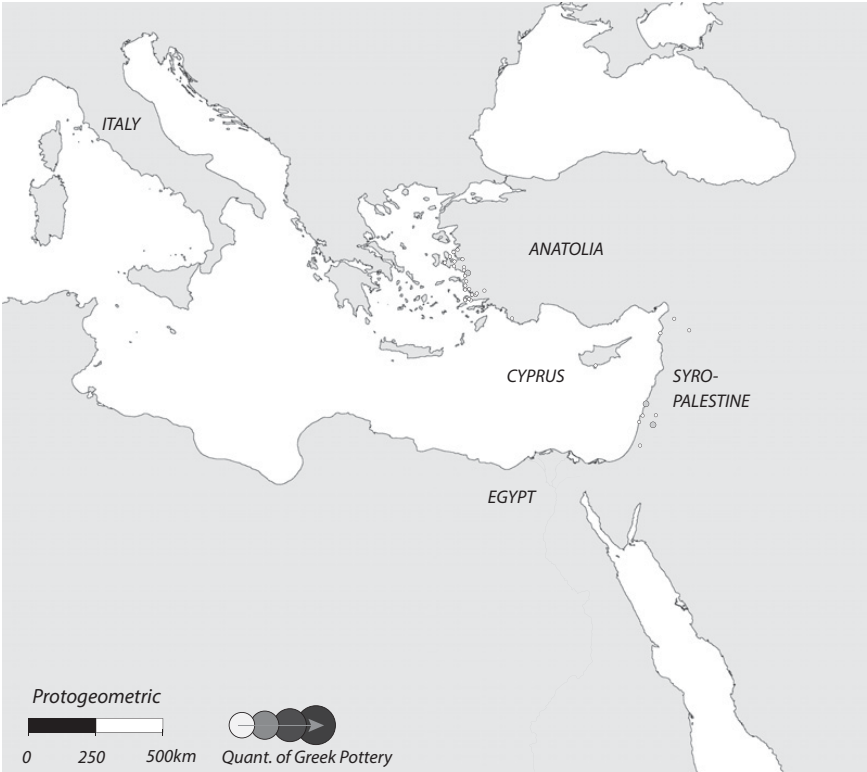 ITALY
ANATOLIA
CYPRUS
SYRO-
PALESTINE
EGYPT
Protogeometric
0 250 500km
Quant. of Greek Pottery